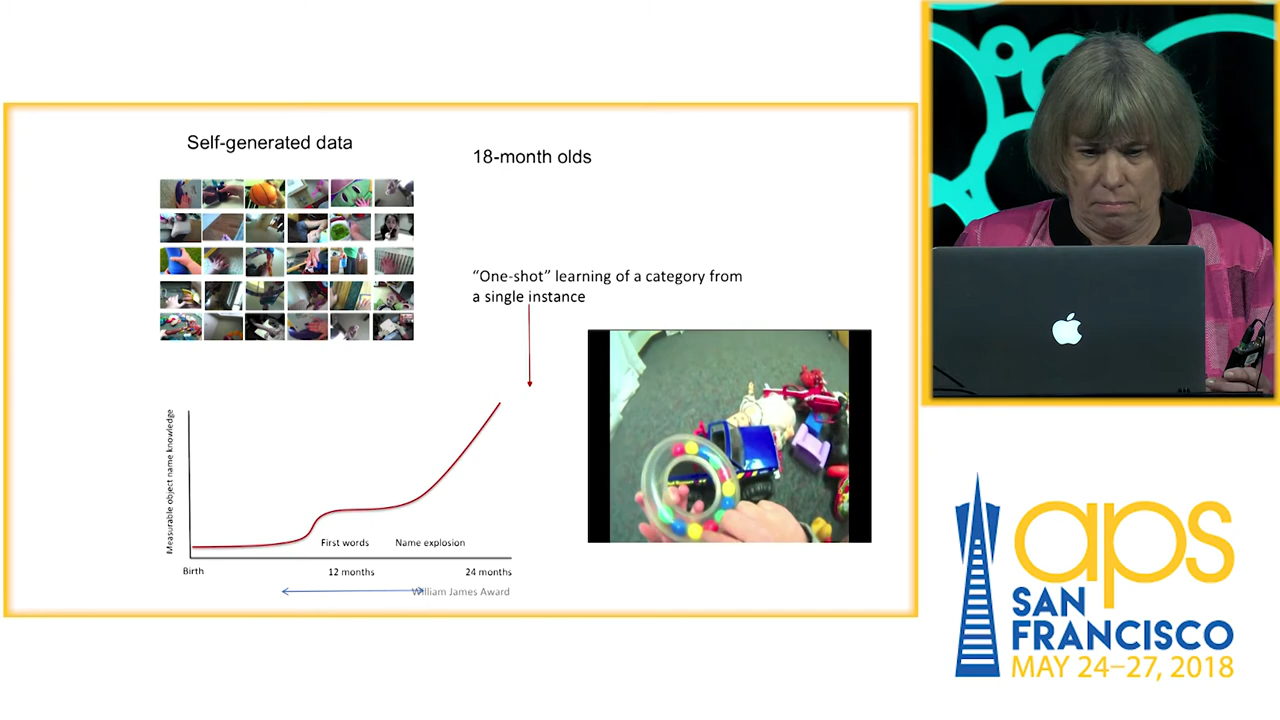 Self-generated data
18-month olds
“One-shot” learning of a category from
a single instance
Measurable object name knowledge
First words
Name explosion
Birth
12 months
24 months
William James Award
aps
SAN
FRANCISCO
MAY 24–27, 2018